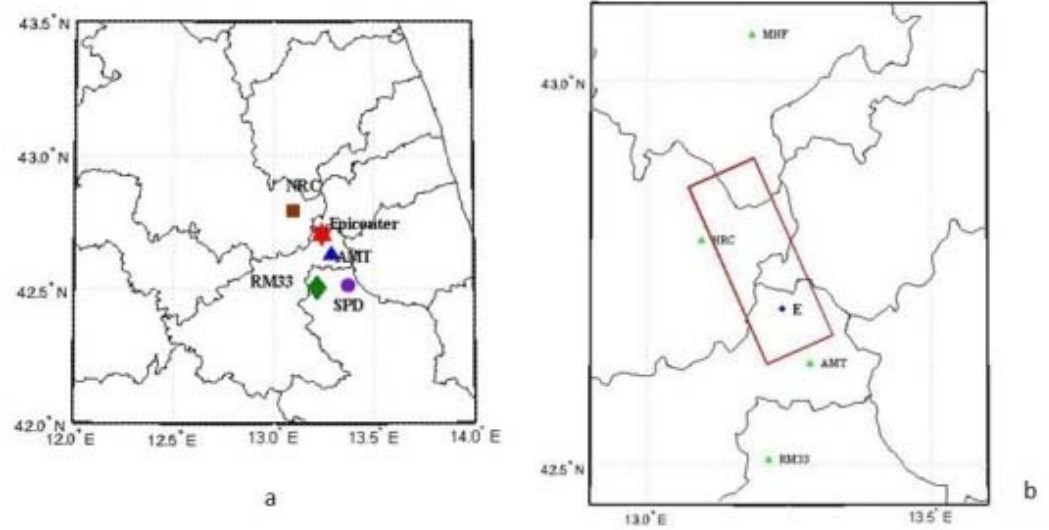 43.5°N
43.0°N
42.5°N
42.0°N
12.0°E
12.5°E
13.0°E
13.5°E
14.0°E
NRC
Epicenter
AMT
RM33
SPD
a
43.0°N
42.5°N
13.0°E
13.5°E
MNF
NRC
E
AMT
RM33
b